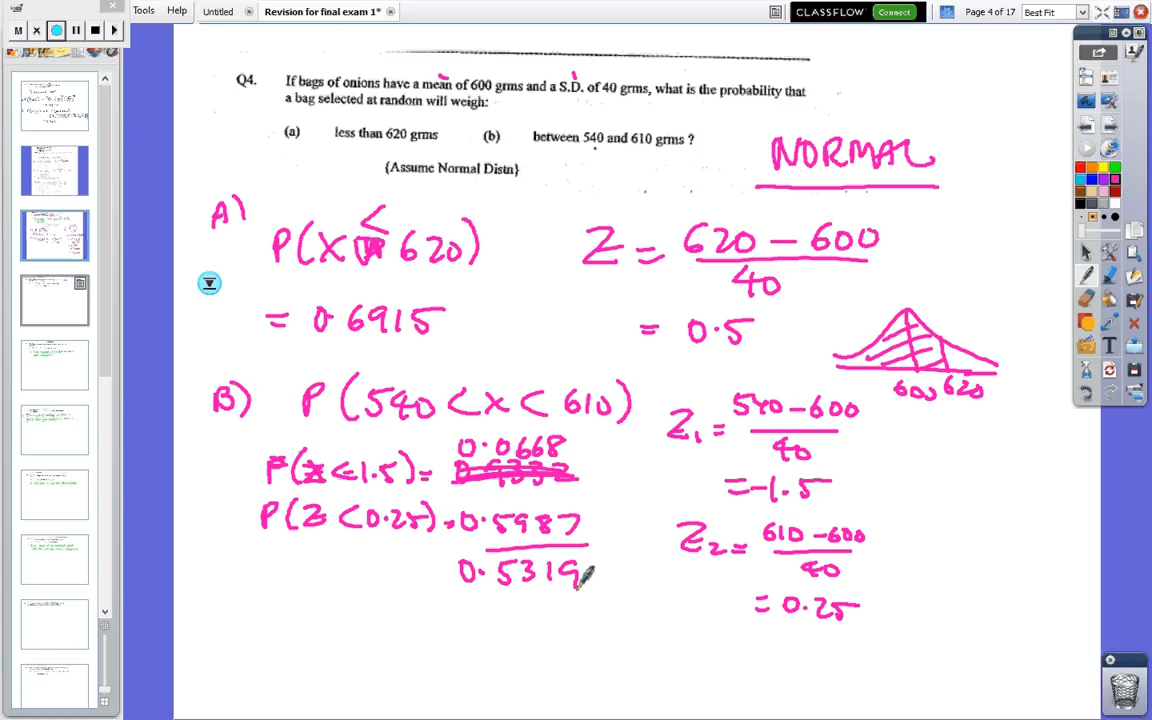 M
Tools Help
Untitled
Revision for final exam 1*
CLASSFLOW Connect
Page 4 of 17
Best Fit
Q4. If bags of onions have a mean of 600 grms and a S.D. of 40 grms, what is the probability that
a bag selected at random will weigh:
(a) less than 620 grms (b) between 540 and 610 grms ?
{Assume Normal Distn}
NORMAL
A)
P(X < 620)
= 0.6915
Z = 620 - 600
40
= 0.5
600 620
B) P(540 < X < 610)
0.0668
P(Z < -1.5) =
P(Z < 0.25) = 0.5987
0.5319
Z1 = 540 - 600
40
= -1.5
Z2 = 610 - 600
40
= 0.25
T